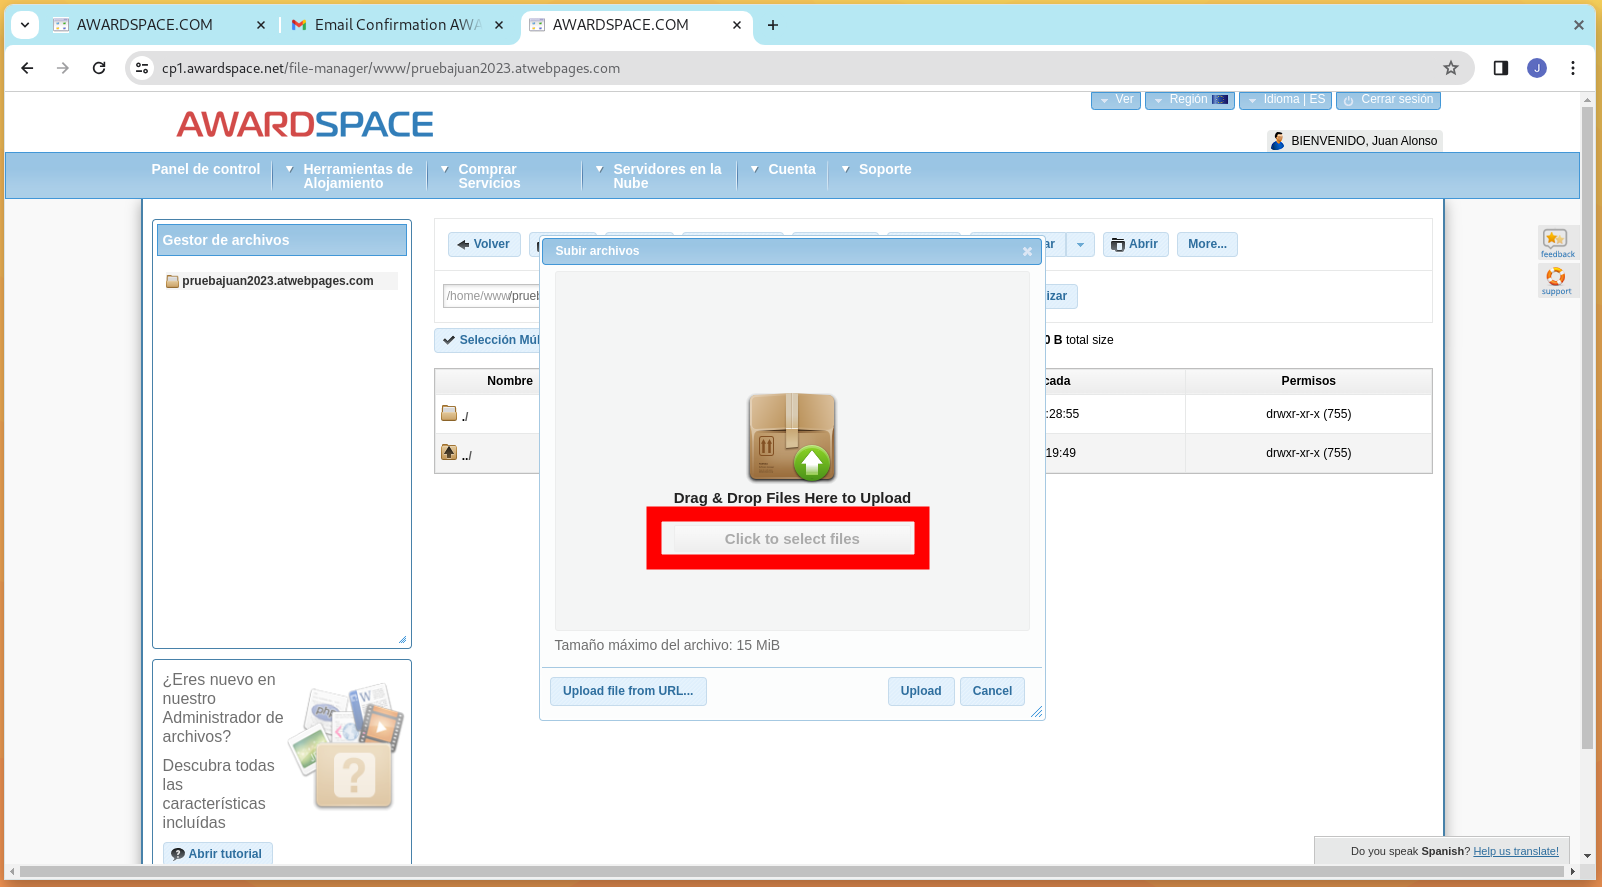 AWARDSPACE.COM
Email Confirmation AWA
AWARDSPACE.COM
cp1.awardspace.net/file-manager/www/pruebajuan2023.atwebpages.com
J
Ver
Región
Idioma | ES
Cerrar sesión
AWARDSPACE
BIENVENIDO, Juan Alonso
Panel de control
Herramientas de
Alojamiento
Comprar
Servicios
Servidores en la
Nube
Cuenta
Soporte
Gestor de archivos
pruebajuan2023.atwebpages.com
Volver
ar
Abrir
More...
/home/www/prueb
izar
Selección Múl
0 B total size
Nombre
cada
Permisos
./
:28:55
drwxr-xr-x (755)
../
19:49
drwxr-xr-x (755)
feedback
support
Subir archivos
Drag & Drop Files Here to Upload
Click to select files
Tamaño máximo del archivo: 15 MiB
Upload file from URL...
Upload
Cancel
¿Eres nuevo en
nuestro
Administrador de
archivos?
Descubra todas
las
características
incluídas
php
W
Abrir tutorial
Do you speak Spanish? Help us translate!